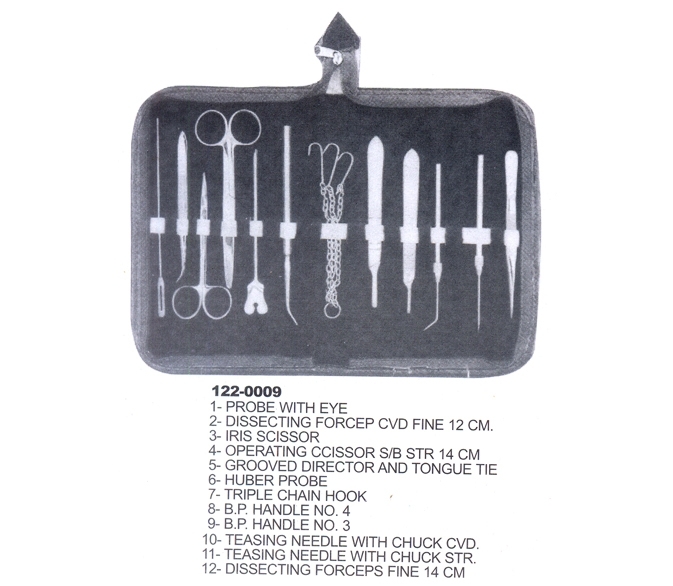 122-0009
1- PROBE WITH EYE
2- DISSECTING FORCEP CVD FINE 12 CM.
3- IRIS SCISSOR
4- OPERATING CCISSOR S/B STR 14 CM
5- GROOVED DIRECTOR AND TONGUE TIE
6- HUBER PROBE
7- TRIPLE CHAIN HOOK
8- B.P. HANDLE NO. 4
9- B.P. HANDLE NO. 3
10- TEASING NEEDLE WITH CHUCK CVD.
11- TEASING NEEDLE WITH CHUCK STR.
12- DISSECTING FORCEPS FINE 14 CM